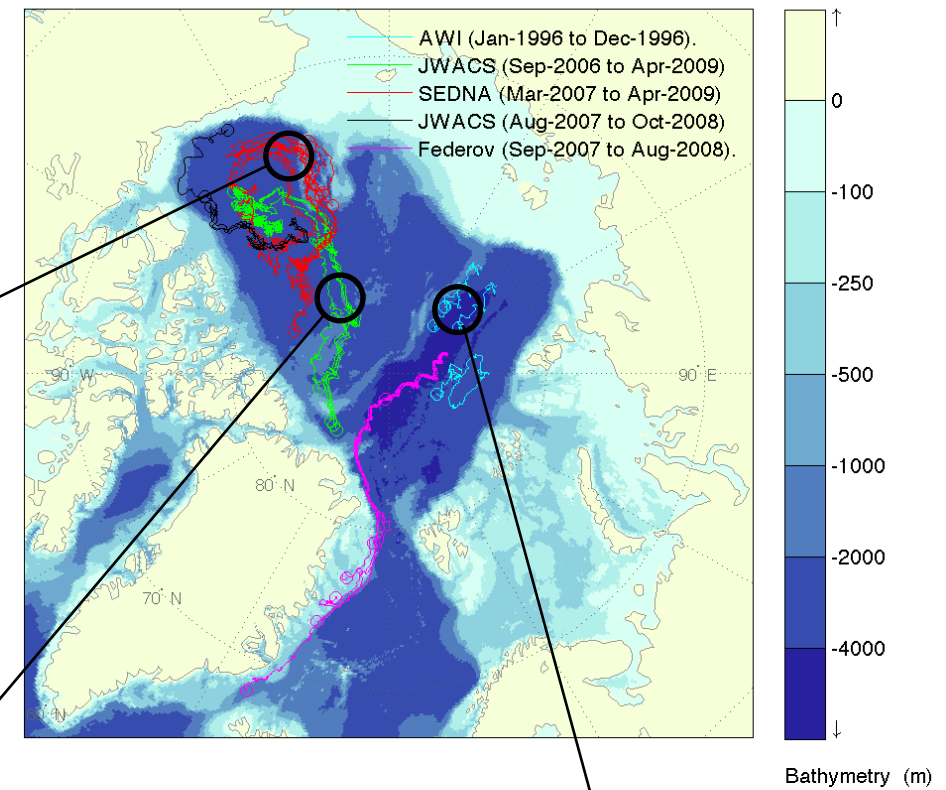 AWI (Jan-1996 to Dec-1996).
JWACS (Sep-2006 to Apr-2009)
SEDNA (Mar-2007 to Apr-2009)
JWACS (Aug-2007 to Oct-2008)
Federov (Sep-2007 to Aug-2008).
0
-100
-250
90 W
90 E
-500
-1000
80 N
-2000
70 N
-4000
60 N
Bathymetry (m)